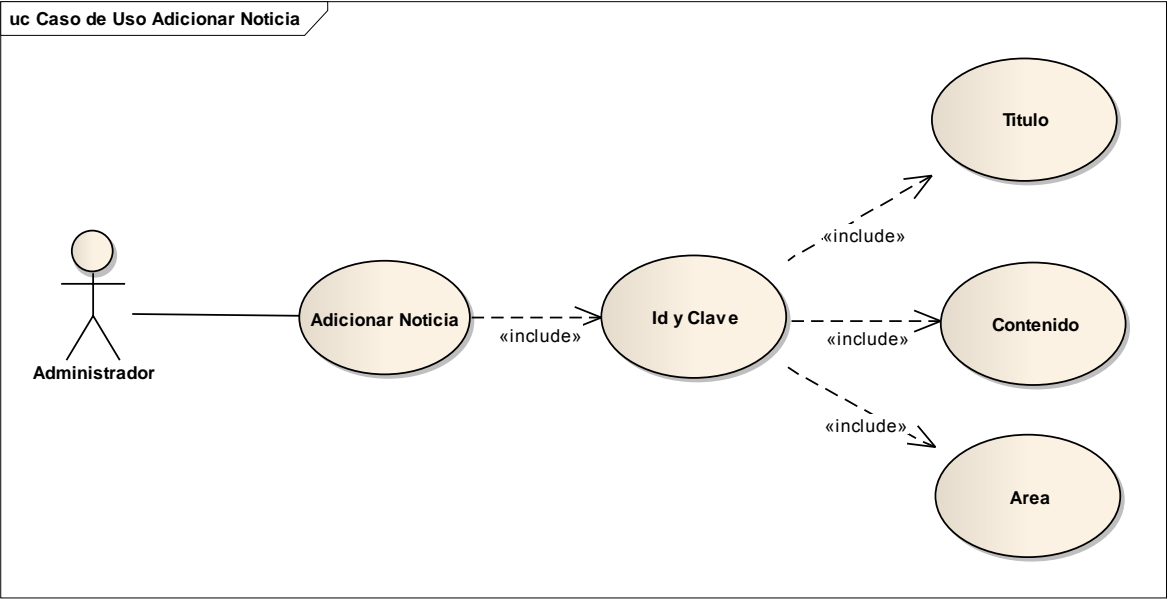 uc Caso de Uso Adicionar Noticia
Titulo
«include»
Adicionar Noticia
«include»
Id y Clave
«include»
Contenido
Administrador
«include»
Area